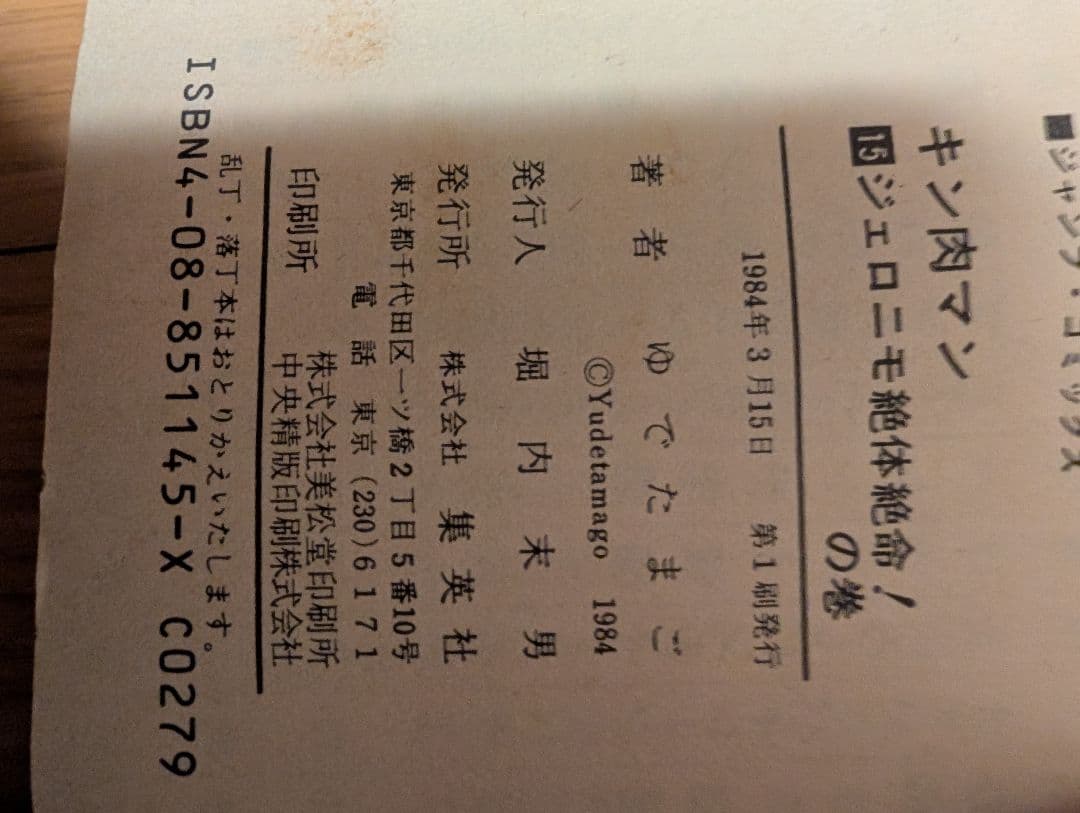 ■ジャンプ・コミックス
キン肉マン
15ジェロニモ絶体絶命!
の巻
1984年3月15日 第1刷発行
著者 ゆでたまご
©Yudetamago 1984
発行人 堀内末男
発行所 株式会社 集英社
東京都千代田区一ツ橋2丁目5番10号
電話 東京(230)6171
印刷所 株式会社美松堂印刷所
中央精版印刷株式会社
乱丁・落丁本はおとりかえいたします。
ISBN4-08-851145-X C0279